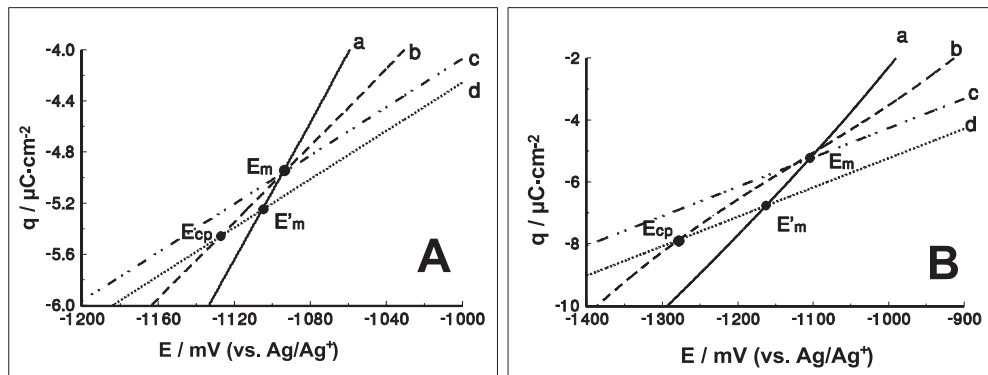 a
b
c
d
-4.0
-4.4
-4.8
-5.2
-5.6
-6.0
q / µC·cm-2
Em
E'm
Ecp
A
-1200 -1160 -1120 -1080 -1040 -1000
E / mV (vs. Ag/Ag+)
a
b
c
d
-2
-4
-6
-8
-10
q / µC·cm-2
Em
E'm
Ecp
B
-1400 -1300 -1200 -1100 -1000 -900
E / mV (vs. Ag/Ag+)